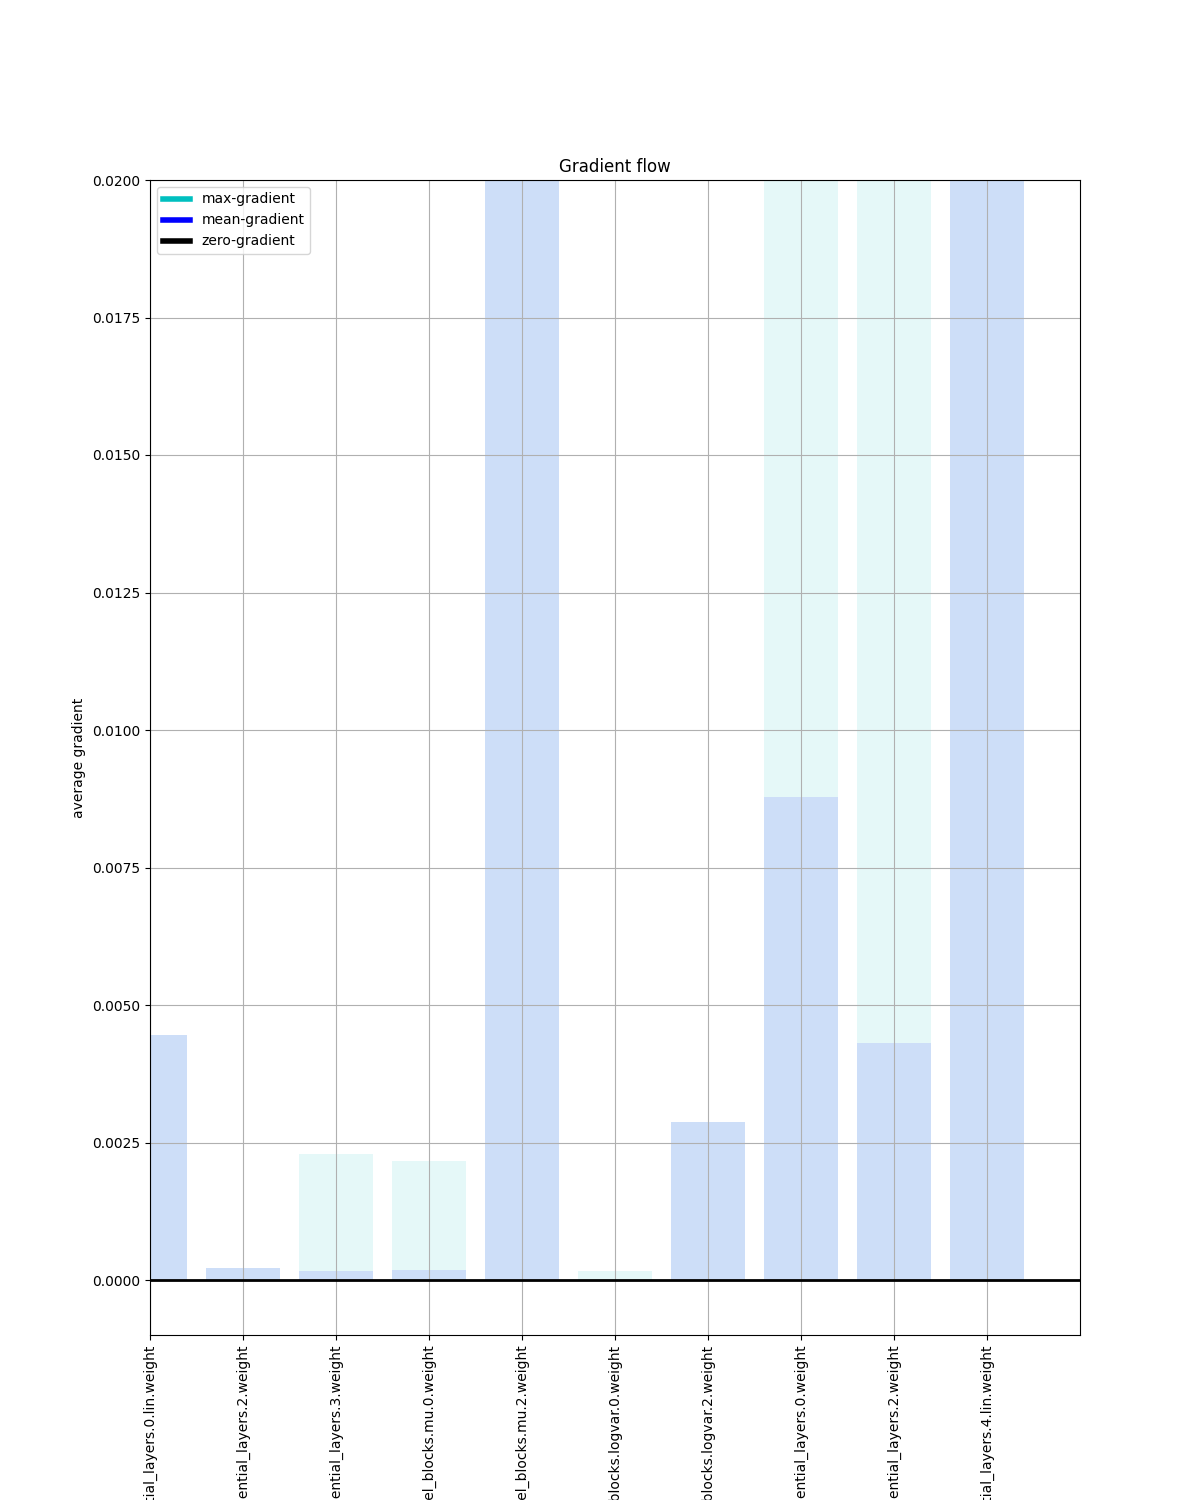 Gradient flow
max-gradient
mean-gradient
zero-gradient
0.0200
0.0175
0.0150
0.0125
0.0100
0.0075
0.0050
0.0025
0.0000
average gradient
tial_layers.0.lin.weight
ential_layers.2.weight
ential_layers.3.weight
el_blocks.mu.0.weight
el_blocks.mu.2.weight
blocks.logvar.0.weight
blocks.logvar.2.weight
ential_layers.0.weight
ential_layers.2.weight
tial_layers.4.lin.weight